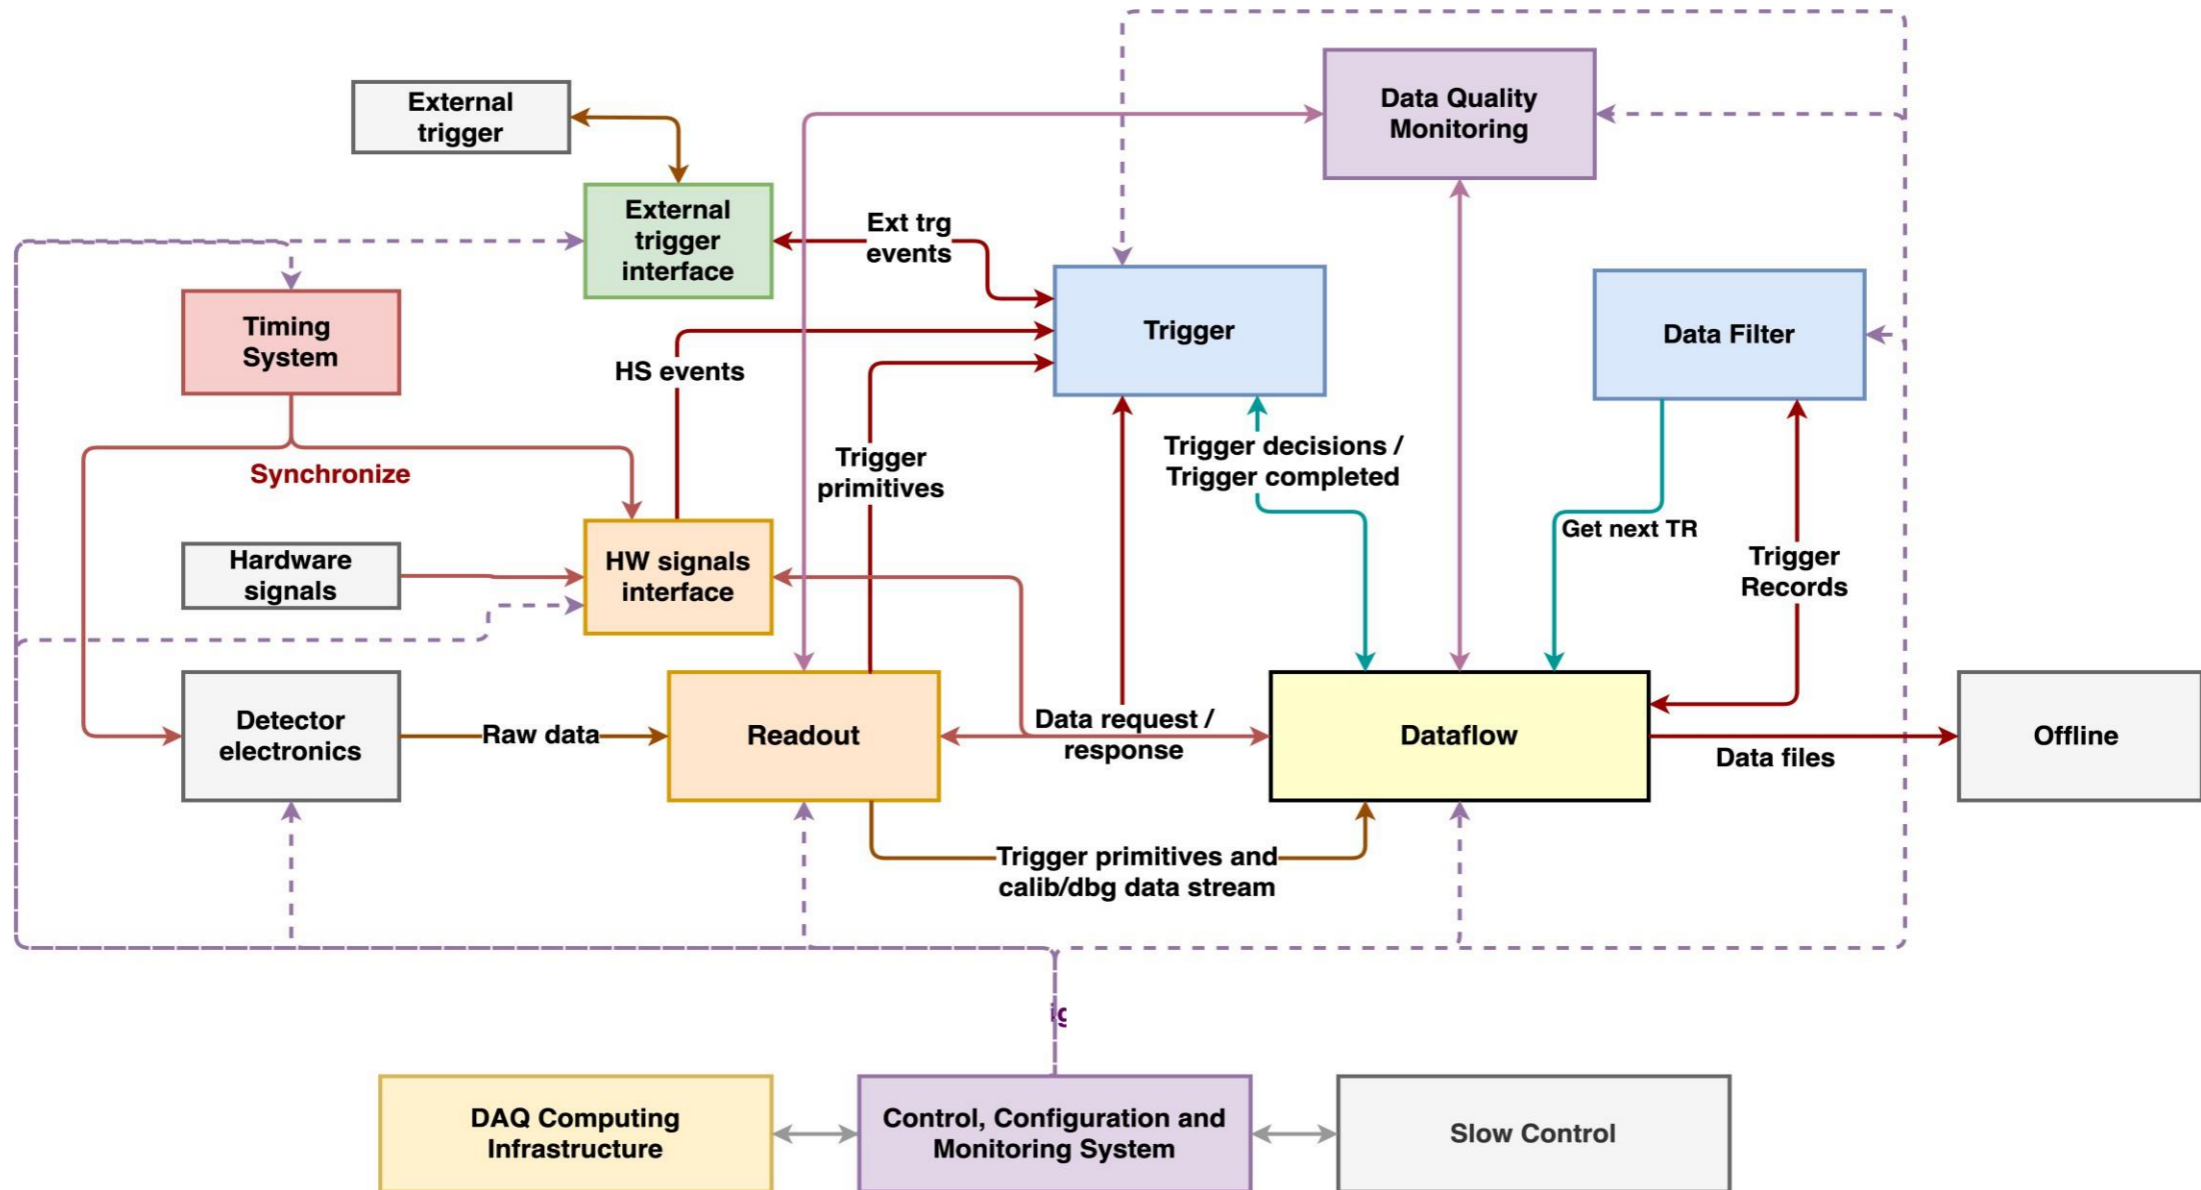 External
trigger
Data Quality
Monitoring
External
trigger
interface
Ext trg
events
Timing
System
Trigger
Data Filter
HS events
Trigger
primitives
Trigger decisions /
Trigger completed
Synchronize
Get next TR
Hardware
signals
HW signals
interface
Trigger
Records
Detector
electronics
Raw data
Readout
Data request /
response
Dataflow
Data files
Offline
Trigger primitives and
calib/dbg data stream
DAQ Computing
Infrastructure
Control, Configuration and
Monitoring System
Slow Control